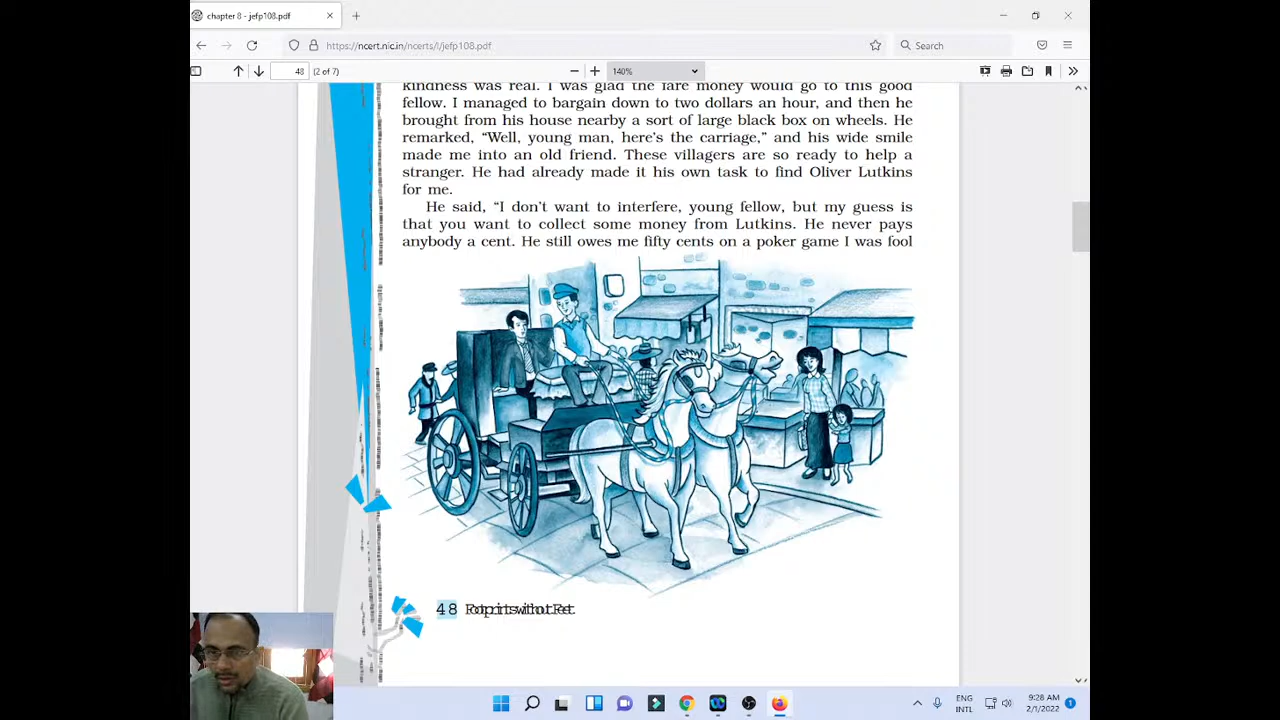 chapter 8 - jefp108.pdf
https://ncert.nic.in/ncerts/l/jefp108.pdf
Search
48 (2 of 7)
140%
kindness was real. I was glad the fare money would go to this good
fellow. I managed to bargain down to two dollars an hour, and then he
brought from his house nearby a sort of large black box on wheels. He
remarked, “Well, young man, here’s the carriage,” and his wide smile
made me into an old friend. These villagers are so ready to help a
stranger. He had already made it his own task to find Oliver Lutkins
for me.
He said, “I don’t want to interfere, young fellow, but my guess is
that you want to collect some money from Lutkins. He never pays
anybody a cent. He still owes me fifty cents on a poker game I was fool
48 Footprints without Feet
ENG
INTL
9:28 AM
2/1/2022
1